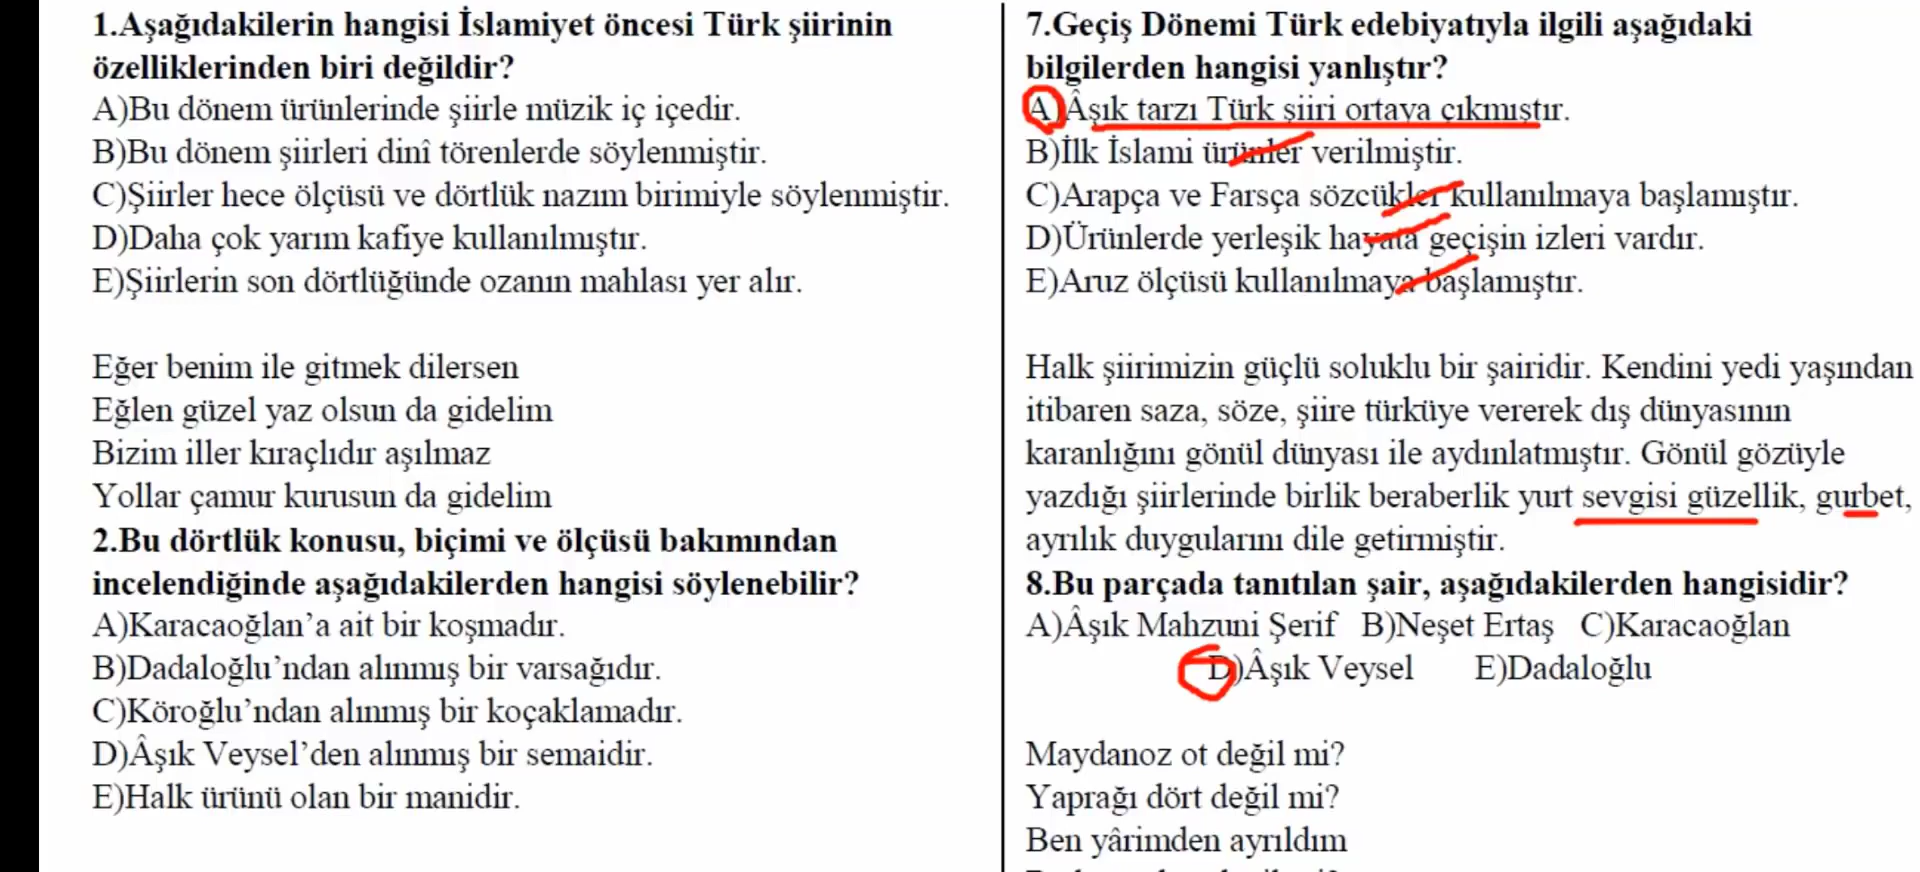 1.Aşağıdakilerin hangisi İslamiyet öncesi Türk şiirinin
özelliklerinden biri değildir?
A)Bu dönem ürünlerinde şiirle müzik iç içedir.
B)Bu dönem şiirleri dinî törenlerde söylenmiştir.
C)Şiirler hece ölçüsü ve dörtlük nazım birimiyle söylenmiştir.
D)Daha çok yarım kafiye kullanılmıştır.
E)Şiirlerin son dörtlüğünde ozanın mahlası yer alır.
Eğer benim ile gitmek dilersen
Eğlen güzel yaz olsun da gidelim
Bizim iller kıraçlıdır aşılmaz
Yollar çamur kurusun da gidelim
2.Bu dörtlük konusu, biçimi ve ölçüsü bakımından
incelendiğinde aşağıdakilerden hangisi söylenebilir?
A)Karacaoğlan’a ait bir koşmadır.
B)Dadaloğlu’ndan alınmış bir varsağıdır.
C)Köroğlu’ndan alınmış bir koçaklamadır.
D)Âşık Veysel’den alınmış bir semaidir.
E)Halk ürünü olan bir manidir.
7.Geçiş Dönemi Türk edebiyatıyla ilgili aşağıdaki
bilgilerden hangisi yanlıştır?
A)Âşık tarzı Türk şiiri ortaya çıkmıştır.
B)İlk İslami ürünler verilmiştir.
C)Arapça ve Farsça sözcükler kullanılmaya başlamıştır.
D)Ürünlerde yerleşik hayata geçişin izleri vardır.
E)Aruz ölçüsü kullanılmaya başlamıştır.
Halk şiirimizin güçlü soluklu bir şairidir. Kendini yedi yaşından
itibaren saza, söze, şiire türküye vererek dış dünyasının
karanlığını gönül dünyası ile aydınlatmıştır. Gönül gözüyle
yazdığı şiirlerinde birlik beraberlik yurt sevgisi güzellik, gurbet,
ayrılık duygularını dile getirmiştir.
8.Bu parçada tanıtılan şair, aşağıdakilerden hangisidir?
A)Âşık Mahzuni Şerif B)Neşet Ertaş C)Karacaoğlan
D)Âşık Veysel E)Dadaloğlu
Maydanoz ot değil mi?
Yaprağı dört değil mi?
Ben yârimden ayrıldım